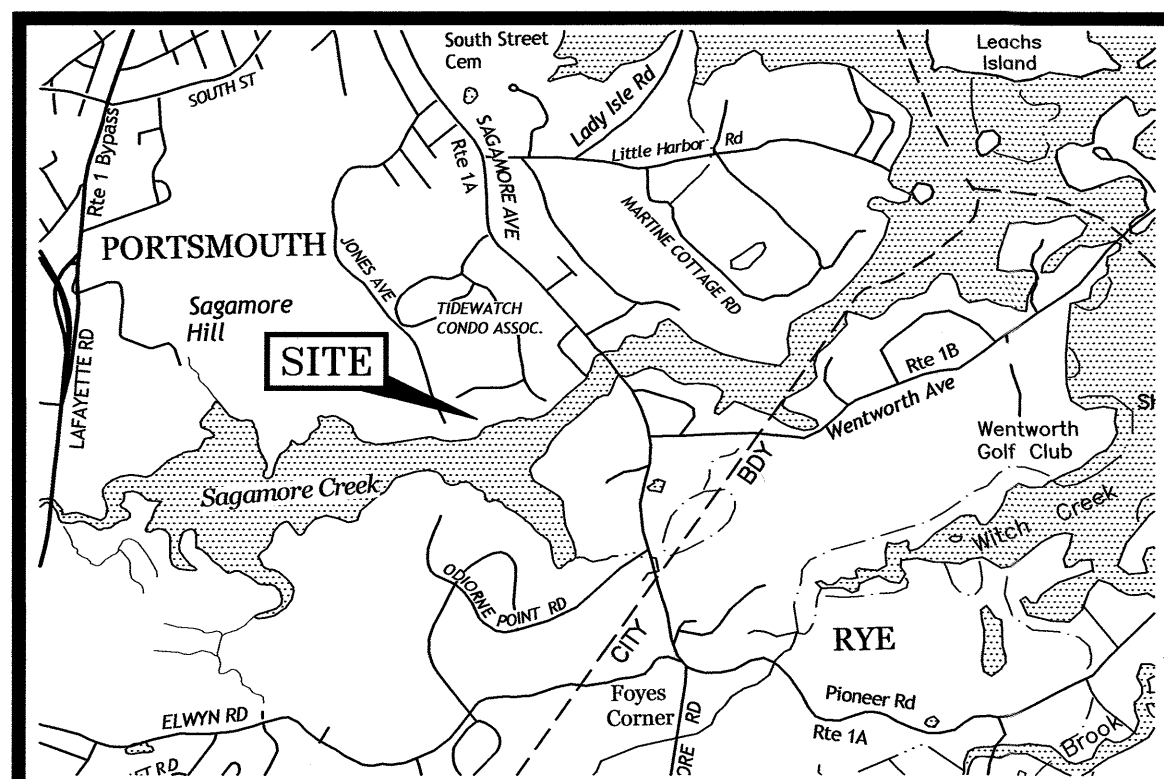 South Street
Cem
Leachs
Island
SOUTH ST
Lady Isle Rd
Rte 1 Bypass
SAGAMORE AVE
Rte 1A
Little Harbor Rd
PORTSMOUTH
JONES AVE
MARTINE COTTAGE RD
Sagamore
Hill
TIDEWATCH
CONDO ASSOC.
SITE
LAFAYETTE RD
Rte 1B
Wentworth Ave
Wentworth
Golf Club
BDY
Sagamore Creek
Witch Creek
ODIORNE POINT RD
CITY
RYE
Foyes
Corner
Pioneer Rd
ELWYN RD
RD
Rte 1A
Brook